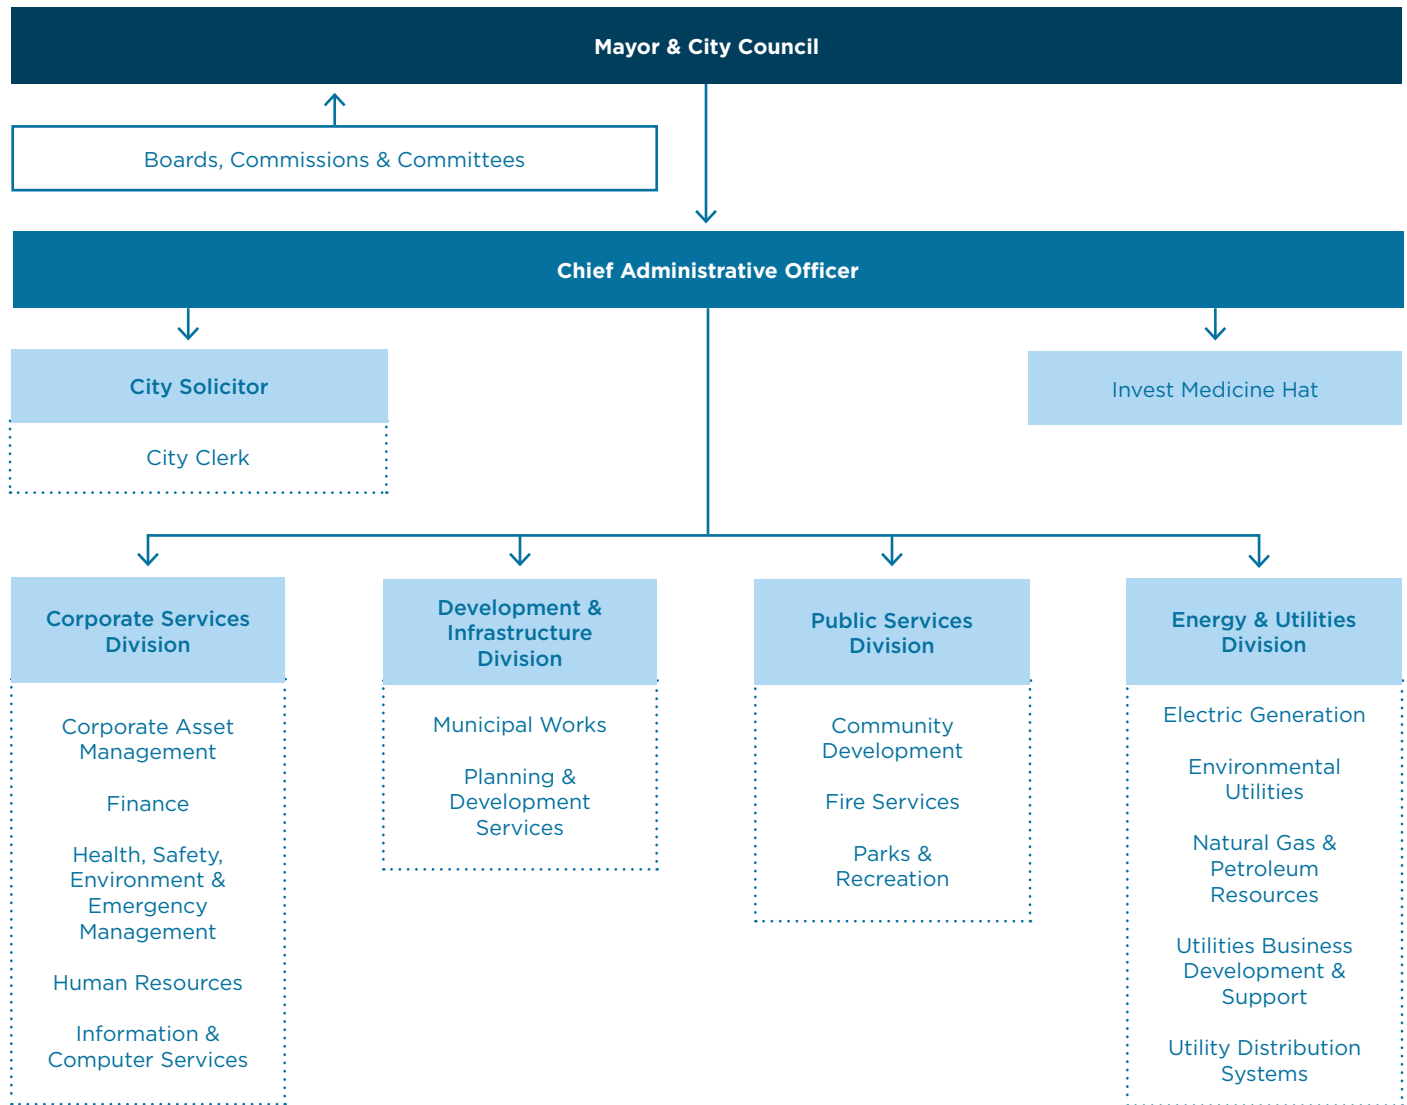 Mayor & City Council
Boards, Commissions & Committees
Chief Administrative Officer
City Solicitor
City Clerk
Invest Medicine Hat
Corporate Services
Division
Corporate Asset
Management
Finance
Health, Safety,
Environment &
Emergency
Management
Human Resources
Information &
Computer Services
Development &
Infrastructure
Division
Municipal Works
Planning &
Development
Services
Public Services
Division
Community
Development
Fire Services
Parks &
Recreation
Energy & Utilities
Division
Electric Generation
Environmental
Utilities
Natural Gas &
Petroleum
Resources
Utilities Business
Development &
Support
Utility Distribution
Systems